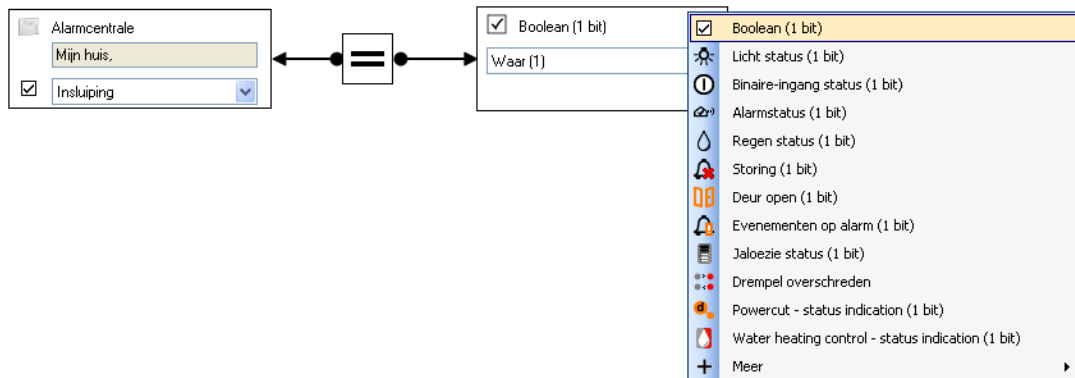 Alarmcentrale
Mijn huis,
Insluiping
Boolean (1 bit)
Waar (1)
Boolean (1 bit)
Licht status (1 bit)
Binaire-ingang status (1 bit)
Alarmstatus (1 bit)
Regen status (1 bit)
Storing (1 bit)
Deur open (1 bit)
Evenementen op alarm (1 bit)
Jaloezie status (1 bit)
Drempel overschreden
Powercut - status indication (1 bit)
Water heating control - status indication (1 bit)
Meer